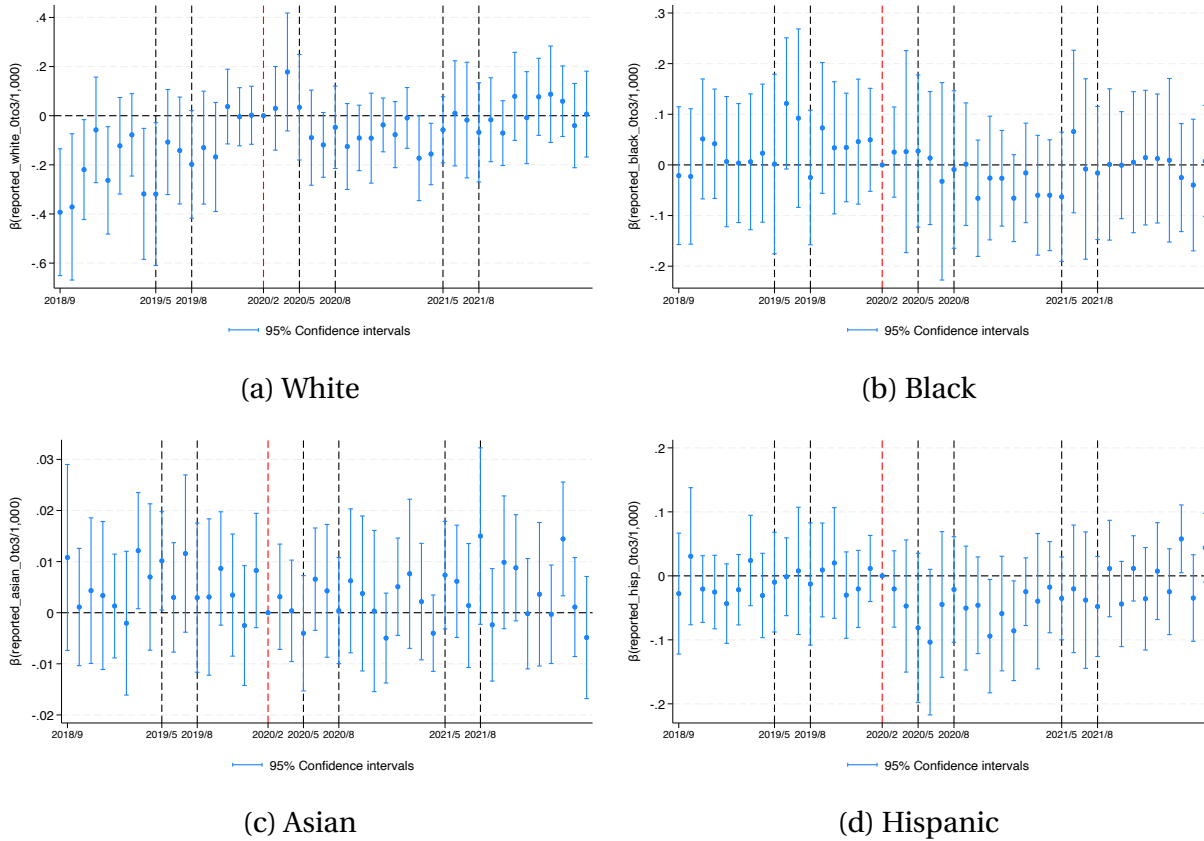 β(reported_white_0to3/1,000)
.4
.2
0
-.2
-.4
-.6
2018/9 2019/5 2019/8 2020/2 2020/5 2020/8 2021/5 2021/8
95% Confidence intervals
(a) White
β(reported_black_0to3/1,000)
.3
.2
.1
0
-.1
-.2
2018/9 2019/5 2019/8 2020/2 2020/5 2020/8 2021/5 2021/8
95% Confidence intervals
(b) Black
β(reported_asian_0to3/1,000)
.03
.02
.01
0
-.01
-.02
2018/9 2019/5 2019/8 2020/2 2020/5 2020/8 2021/5 2021/8
95% Confidence intervals
(c) Asian
β(reported_hisp_0to3/1,000)
.2
.1
0
-.1
-.2
2018/9 2019/5 2019/8 2020/2 2020/5 2020/8 2021/5 2021/8
95% Confidence intervals
(d) Hispanic